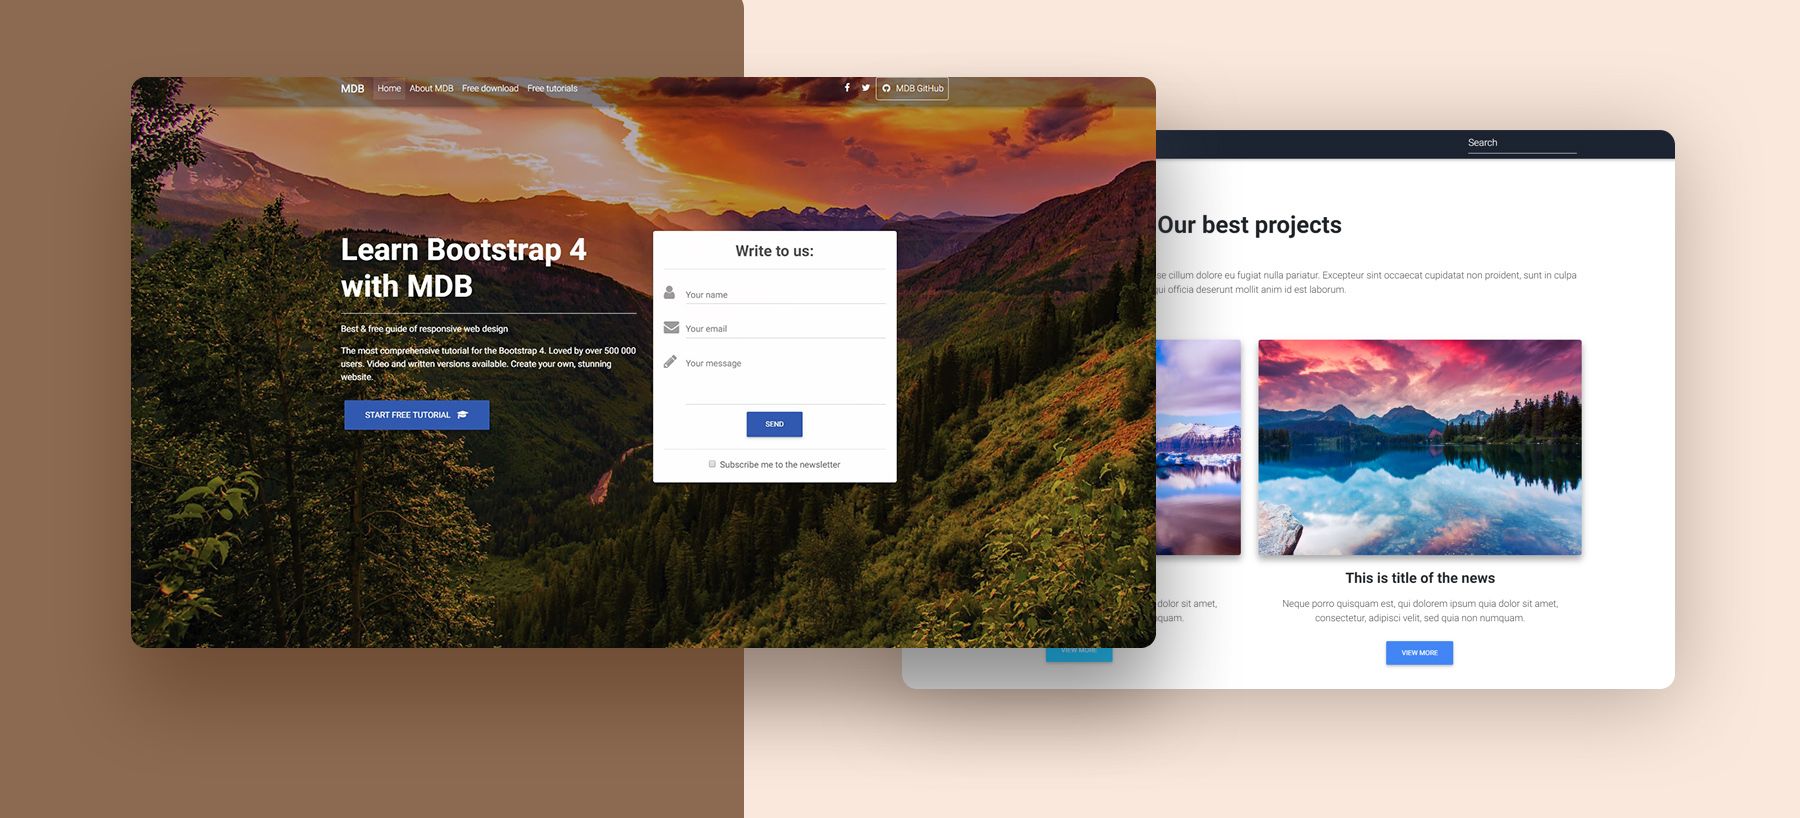 MDB Home About MDB Free download Free tutorials MDB GitHub
Learn Bootstrap 4
with MDB
Best & free guide of responsive web design
The most comprehensive tutorial for the Bootstrap 4. Loved by over 500 000
users. Video and written versions available. Create your own, stunning
website.
START FREE TUTORIAL
Write to us:
Your name
Your email
Your message
SEND
Subscribe me to the newsletter
Search
Our best projects
se cillum dolore eu fugiat nulla pariatur. Excepteur sint occaecat cupidatat non proident, sunt in culpa
qui officia deserunt mollit anim id est laborum.
dolor sit amet,
quam.
VIEW MORE
This is title of the news
Neque porro quisquam est, qui dolorem ipsum quia dolor sit amet,
consectetur, adipisci velit, sed quia non numquam.
VIEW MORE